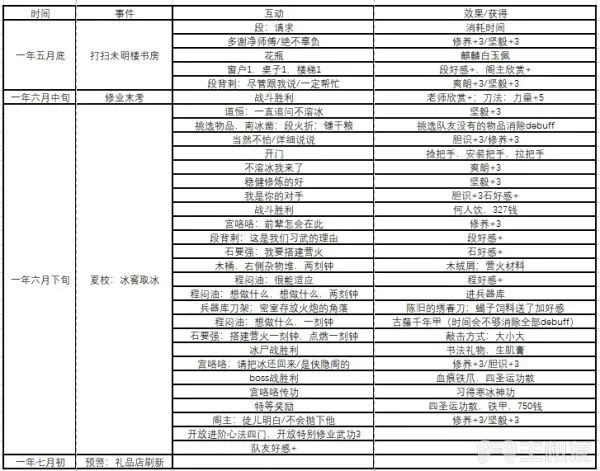 时间 事件 互动 效果/获得
一年五月底 打扫未明楼书房 段：请求 消耗时间
多谢净师傅/绝不辜负 修养+3/坚毅+3
花瓶 麒麟白玉佩
窗户1，桌子1，楼梯1 段好感+，阁主欣赏+
段背刺：尽管跟我说/一定帮忙 爽朗+3/坚毅+3
一年六月中旬 修业末考 战斗胜利 老师欣赏+；刀法；力量+5
一年六月下旬 夏校：冰窖取冰 道恒：一直追问不溶冰 坚毅+3
挑选物品，南冰凿；段火折；锤干粮 挑选队友没有的物品消除debuff
当然不怕/详细说说 胆识+3/修养+3
开门 捡把手，安装把手，拉把手
不溶冰我来了 爽朗+3
稳健修炼的好 坚毅+3
我是你的对手 胆识+3石好感+
战斗胜利 何人饮，327钱
宫咯咯：前辈怎会在此 修养+3
段背刺：这是我们习武的理由 段好感+
石要强：我要搭建营火 石好感+
木桶，右侧杂物堆，两刻钟 木绒屑；营火材料
程闷油：很能适应 程好感+
程闷油：想做什么，想做什么，两刻钟 进兵器库
兵器库刀架；密室存放火炮的角落 陈旧的绣春刀；蝎子饲料送了加好感
程闷油：想做什么，一刻钟 古藤千年甲（时间会不够消除全部debuff）
石要强：搭建营火一刻钟，点燃一刻钟 敲击方式：大小大
冰尸战胜利 书法礼物，生肌膏
宫咯咯：请把冰还回来/是侠隐阁的 修养+3/胆识+3
boss战胜利 血痕铁爪，四圣运功散
宫咯咯传功 习得寒冰神功
特等奖励 四圣运功散，铁甲，750钱
阁主：徒儿明白/不会抛下他 修养+3/坚毅+3
开放进阶心法四门，开放特别修业武功3
队友好感+
一年七月初 预警：礼品店刷新